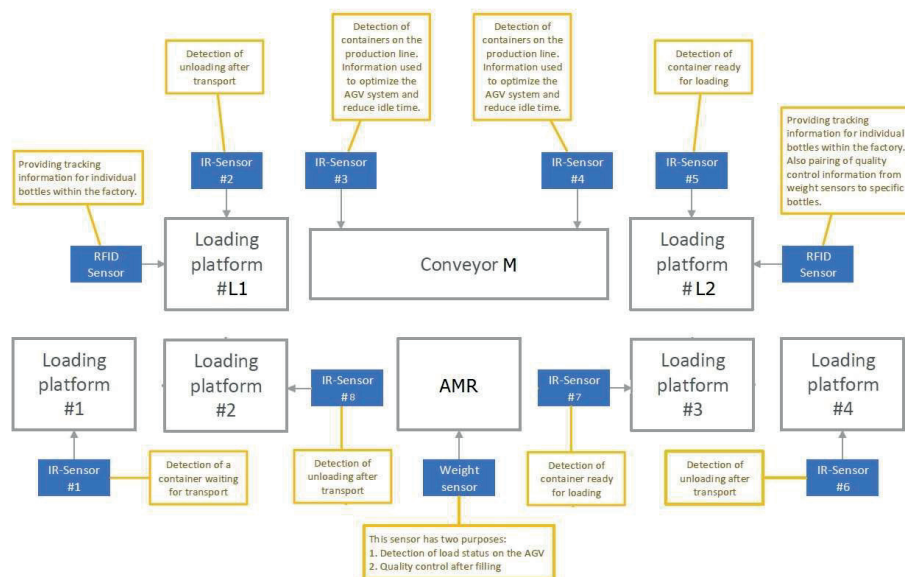 Detection of
unloading after
transport
Detection of
containers on the
production line.
Information used
to optimize the
AGV system and
reduce idle time.
Detection of
containers on the
production line.
Information used
to optimize the
AGV system and
reduce idle time.
Detection of
container ready
for loading
Providing tracking
information for individual
bottles within the factory.
Also pairing of quality
control information from
weight sensors to specific
bottles.
Providing tracking
information for individual
bottles within the factory.
IR-Sensor
#2
IR-Sensor
#3
IR-Sensor
#4
IR-Sensor
#5
RFID
Sensor
Loading
platform
#L1
Conveyor M
Loading
platform
#L2
RFID
Sensor
Loading
platform
#1
Loading
platform
#2
IR-Sensor
#8
AMR
IR-Sensor
#7
Loading
platform
#3
Loading
platform
#4
IR-Sensor
#1
Detection of a
container waiting
for transport
Detection of
unloading after
transport
Weight
sensor
Detection of
container ready
for loading
Detection of
unloading after
transport
IR-Sensor
#6
This sensor has two purposes:
1. Detection of load status on the AGV
2. Quality control after filling